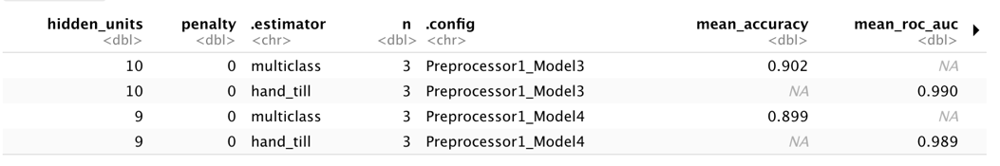 hidden_units penalty .estimator n .config mean_accuracy mean_roc_auc
<dbl> <dbl> <chr> <dbl> <chr> <dbl> <dbl>
10 0 multiclass 3 Preprocessor1_Model3 0.902 NA
10 0 hand_till 3 Preprocessor1_Model3 NA 0.990
9 0 multiclass 3 Preprocessor1_Model4 0.899 NA
9 0 hand_till 3 Preprocessor1_Model4 NA 0.989